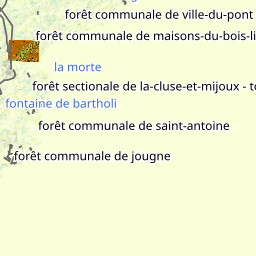 forêt communale de ville-du-pont
forêt communale de maisons-du-bois-li
la morte
forêt sectionale de la-cluse-et-mijoux - to
fontaine de bartholi
forêt communale de saint-antoine
forêt communale de jougne